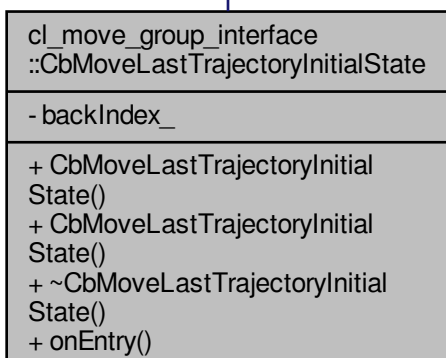 cl_move_group_interface
::CbMoveLastTrajectoryInitialState
- backIndex_
+ CbMoveLastTrajectoryInitial
State()
+ CbMoveLastTrajectoryInitial
State()
+ ~CbMoveLastTrajectoryInitial
State()
+ onEntry()